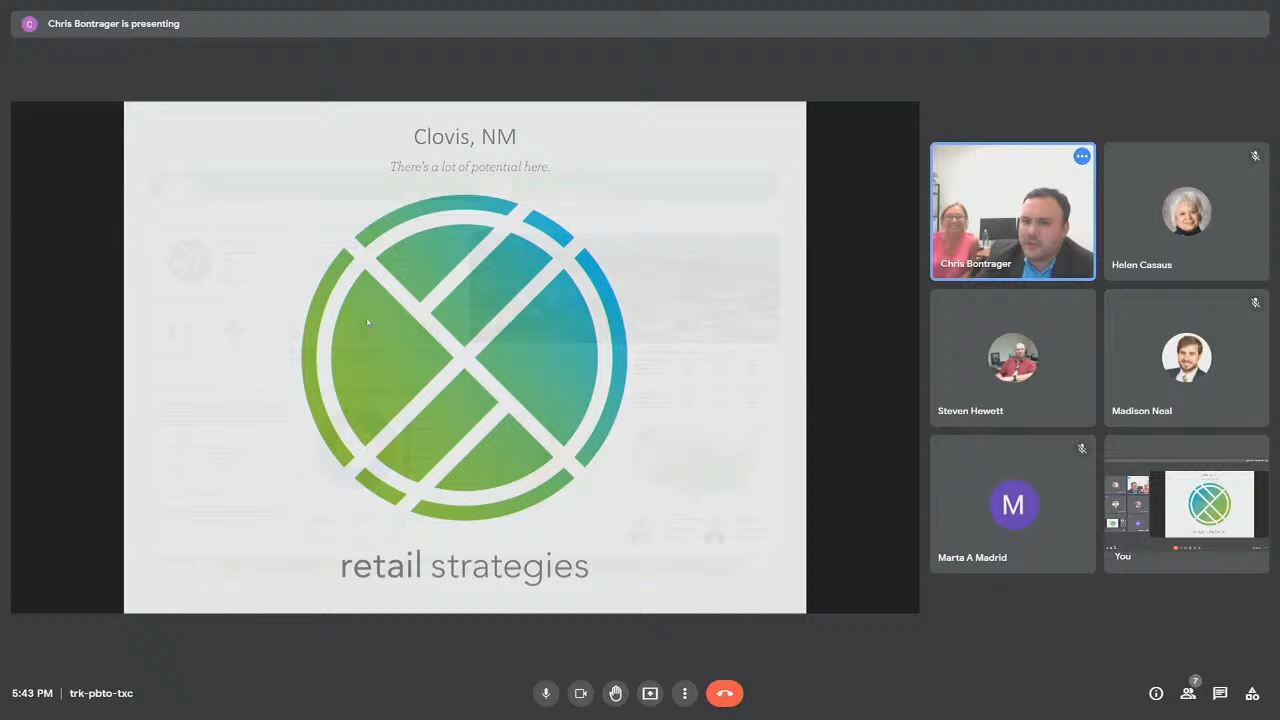 C
Chris Bontrager is presenting
Clovis, NM
There's a lot of potential here.
retail strategies
Chris Bontrager
Helen Casaus
Steven Hewett
Madison Neal
M
Marta A Madrid
You
5:43 PM | trk-pbto-txc
7